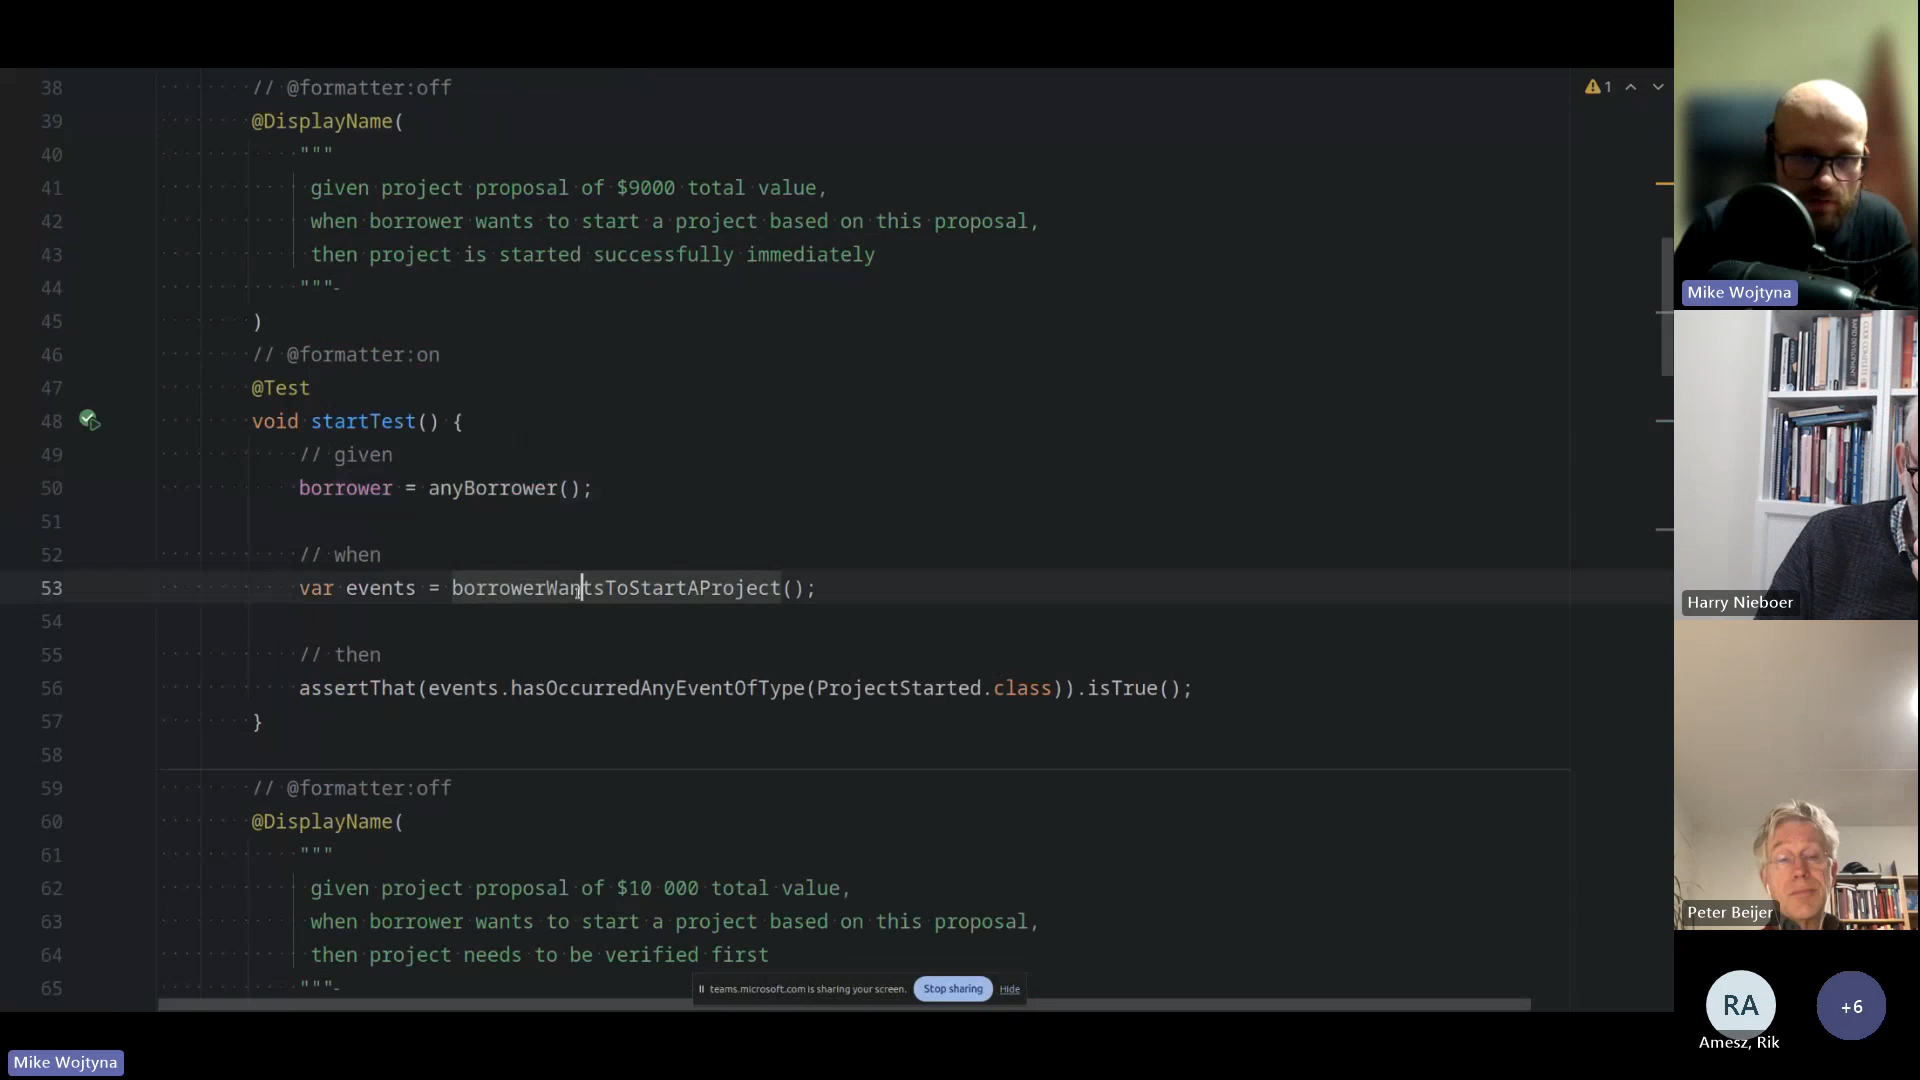 38 // @formatter:off
39 @DisplayName(
40 """
41 given project proposal of $9000 total value,
42 when borrower wants to start a project based on this proposal,
43 then project is started successfully immediately
44 """
45 )
46 // @formatter:on
47 @Test
48 void startTest() {
49 // given
50 borrower = anyBorrower();
51
52 // when
53 var events = borrowerWantsToStartAProject();
54
55 // then
56 assertThat(events.hasOccurredAnyEventOfType(ProjectStarted.class)).isTrue();
57 }
58
59 // @formatter:off
60 @DisplayName(
61 """
62 given project proposal of $10 000 total value,
63 when borrower wants to start a project based on this proposal,
64 then project needs to be verified first
65 """
1
teams.microsoft.com is sharing your screen. Stop sharing Hide
Mike Wojtyna
Harry Nieboer
Peter Beijer
RA
+6
Amesz, Rik
Mike Wojtyna